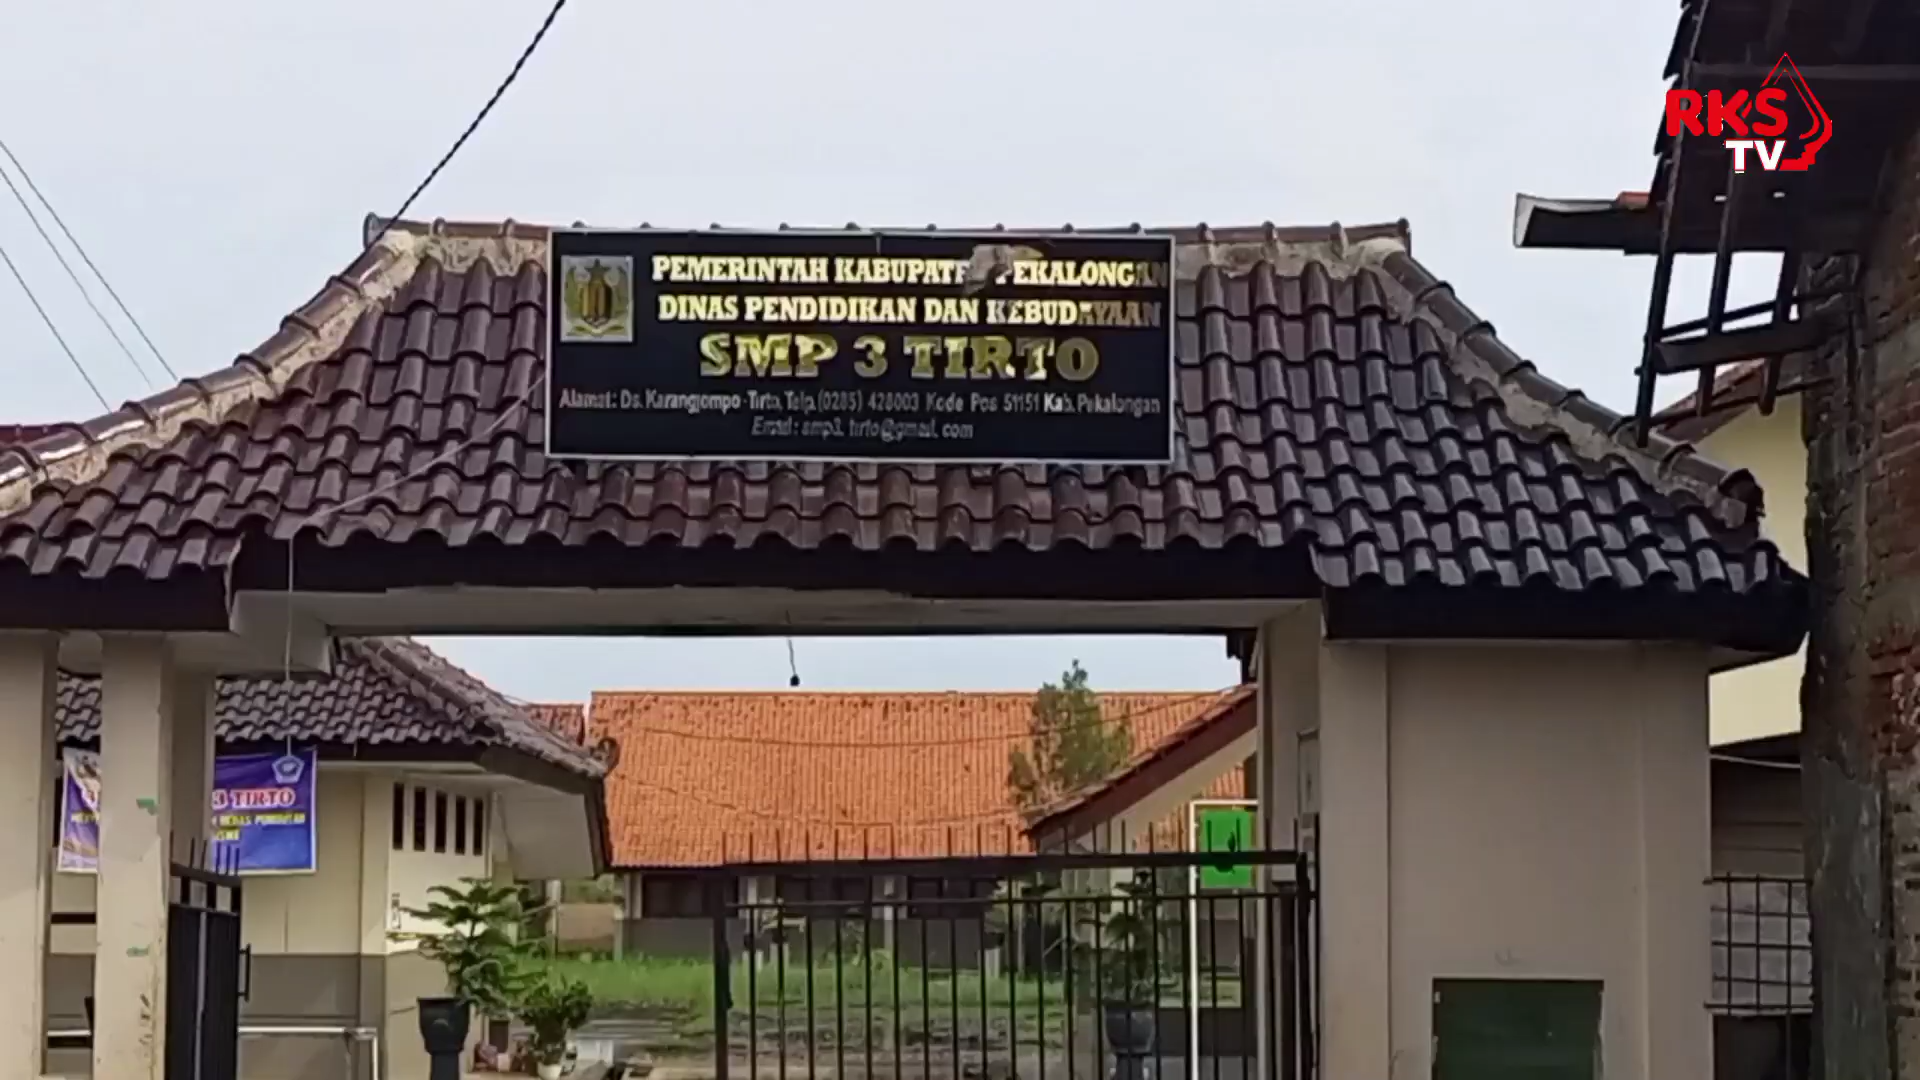 RKS
TV
PEMERINTAH KABUPATEN PEKALONGAN
DINAS PENDIDIKAN DAN KEBUDAYAAN
SMP 3 TIRTO
Alamat: Ds. Karangjompo - Tirto, Telp. (0285) 428003 Kode Pos 51151 Kab. Pekalongan
Email : smp3. tirto@gmail. com
3 TIRTO